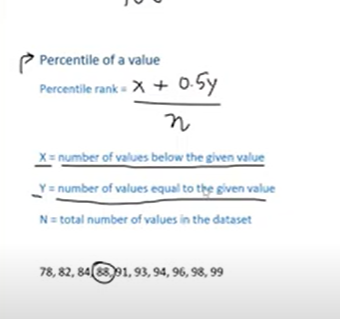 Percentile of a value
Percentile rank = x + 0.5y
n
X = number of values below the given value
Y = number of values equal to the given value
N = total number of values in the dataset
78, 82, 84, 88, 91, 93, 94, 96, 98, 99